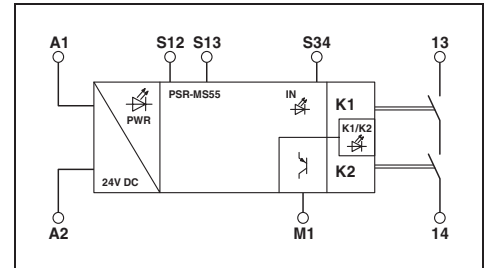 A1
S12 S13
S34
13
PSR-MS55
IN
K1
PWR
K1/K2
24V DC
K2
A2
M1
14